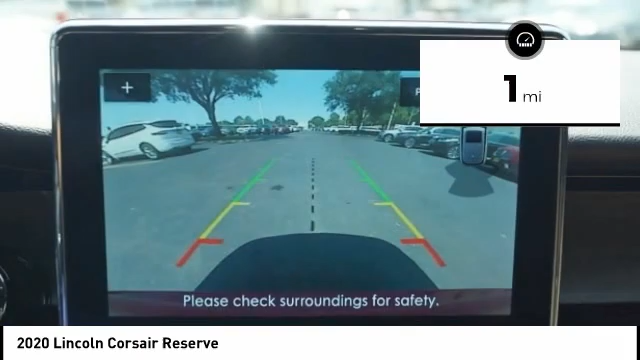 +
1 mi
Please check surroundings for safety.
2020 Lincoln Corsair Reserve